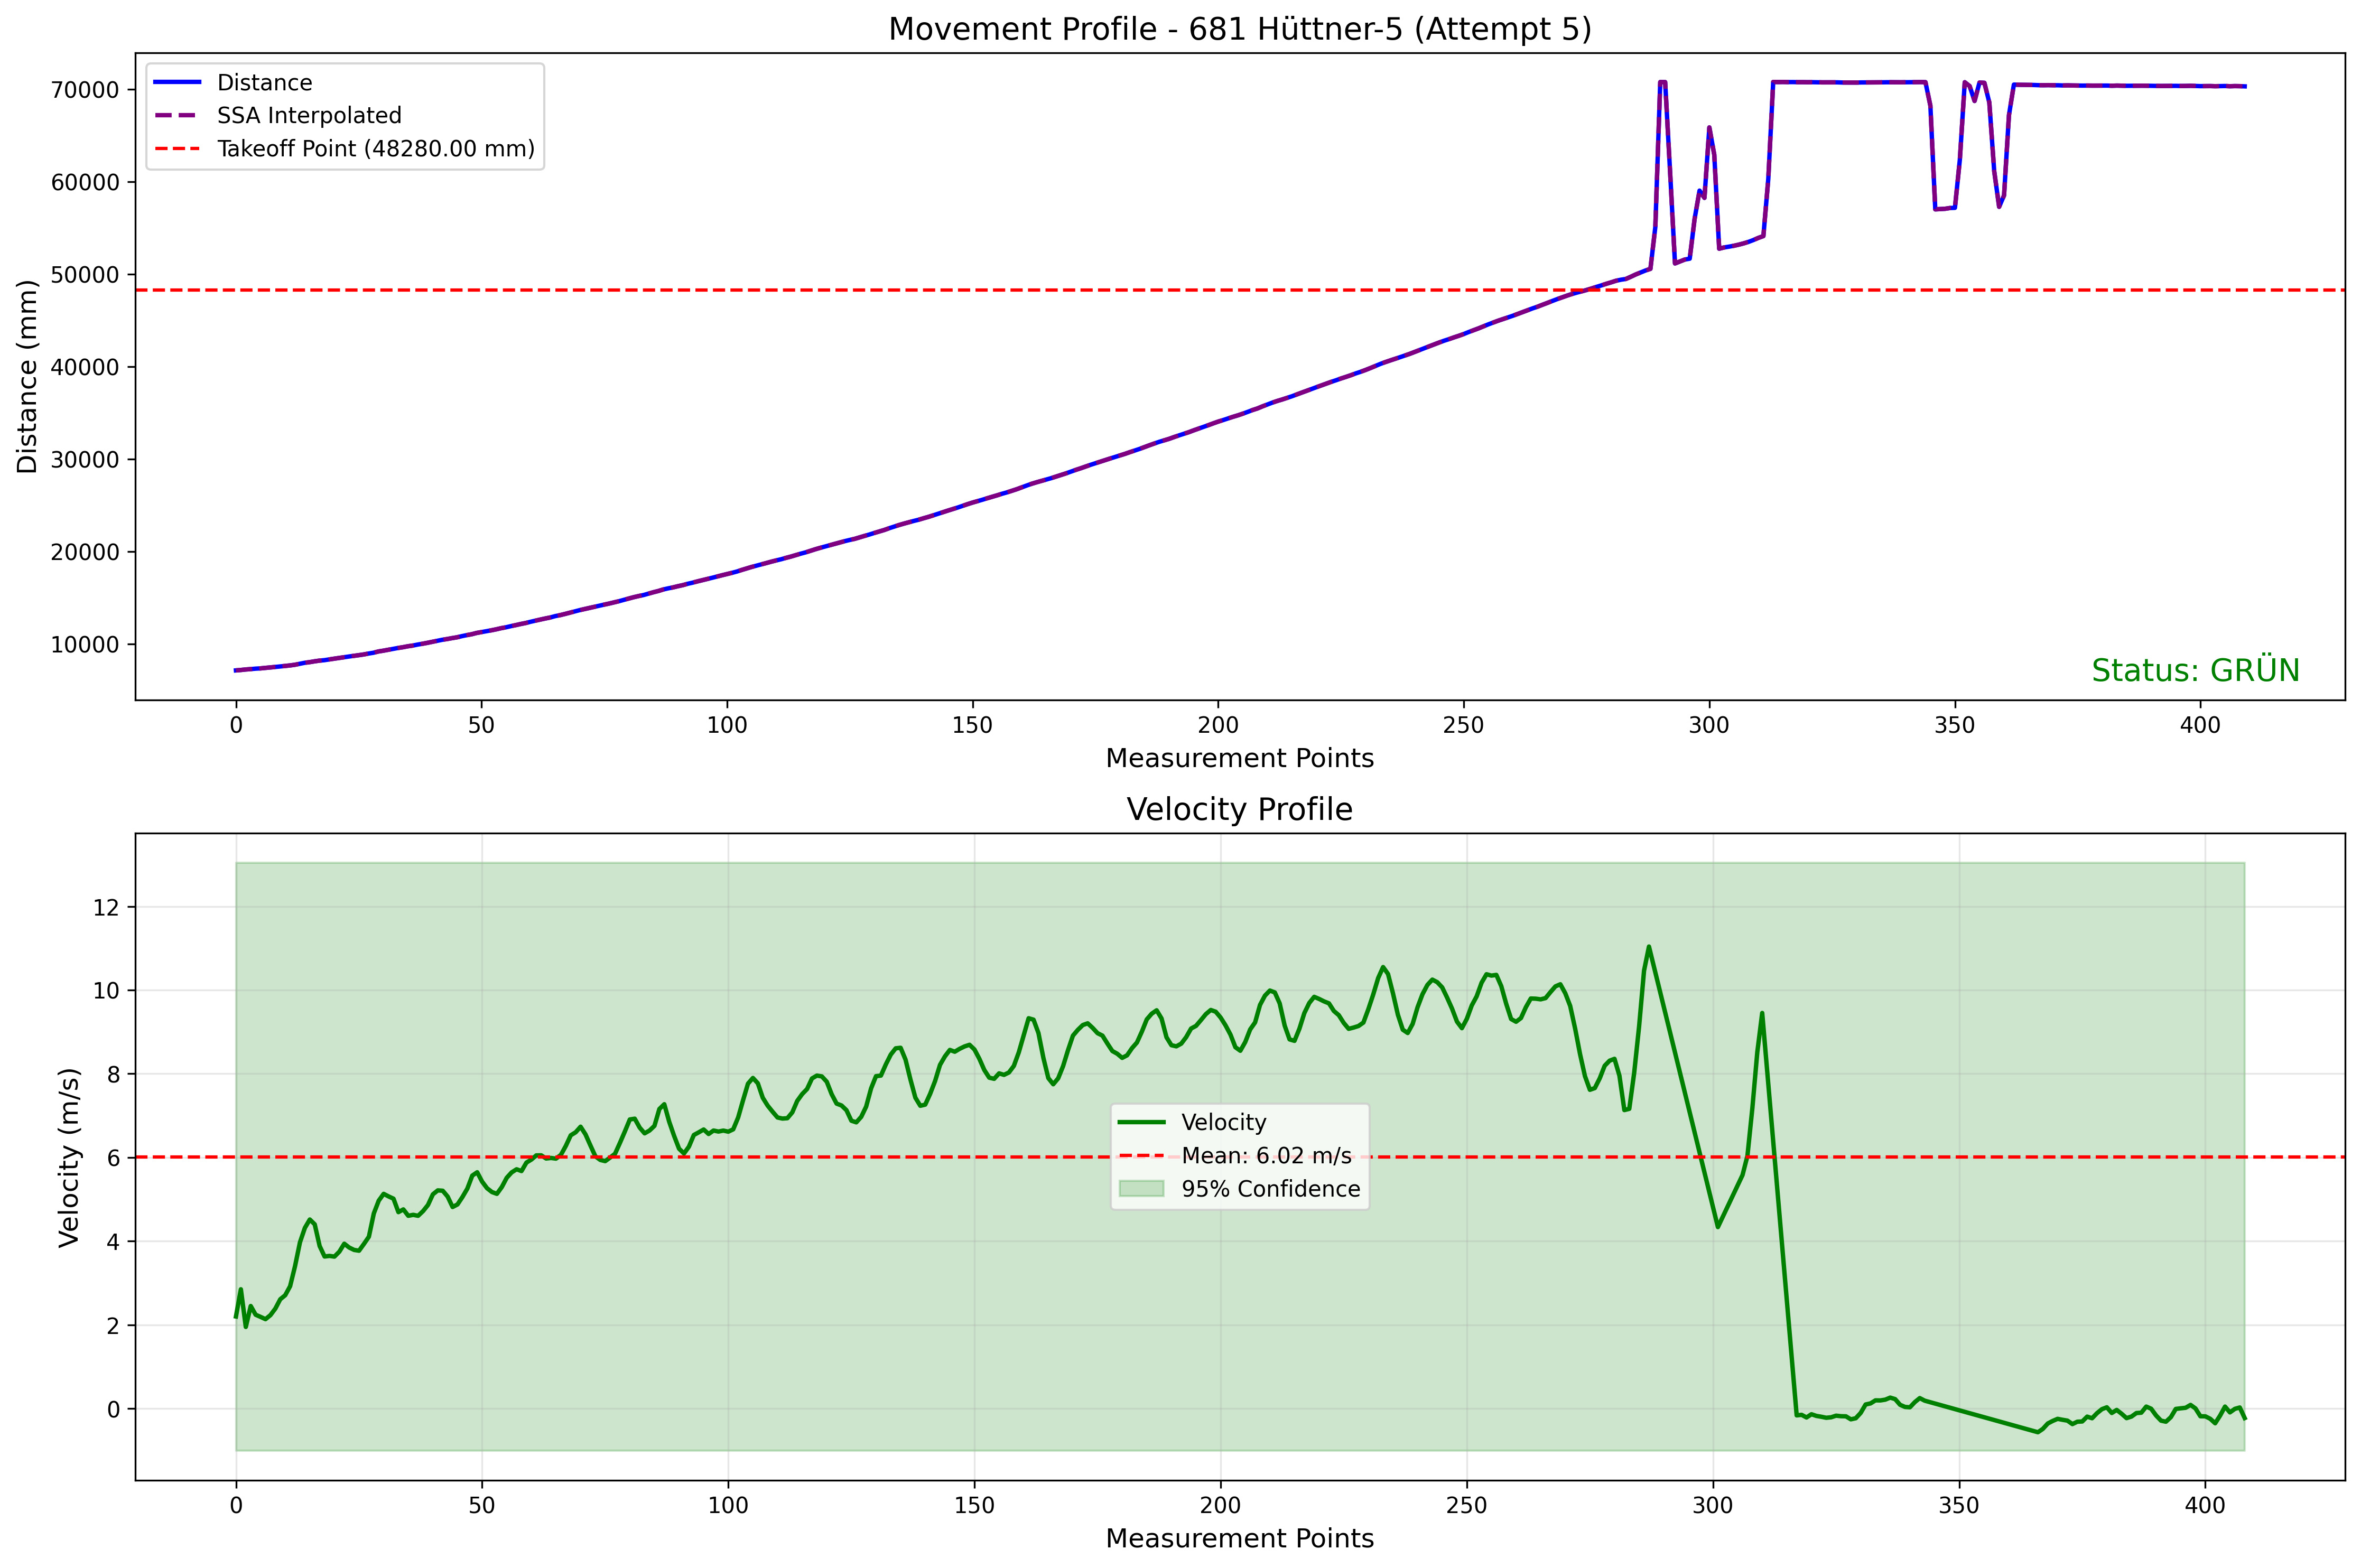 Movement Profile - 681 Hüttner-5 (Attempt 5)
Distance
SSA Interpolated
Takeoff Point (48280.00 mm)
Distance (mm)
70000
60000
50000
40000
30000
20000
10000
Status: GRÜN
0 50 100 150 200 250 300 350 400
Measurement Points
Velocity Profile
Velocity (m/s)
12
10
8
6
4
2
0
Velocity
Mean: 6.02 m/s
95% Confidence
0 50 100 150 200 250 300 350 400
Measurement Points